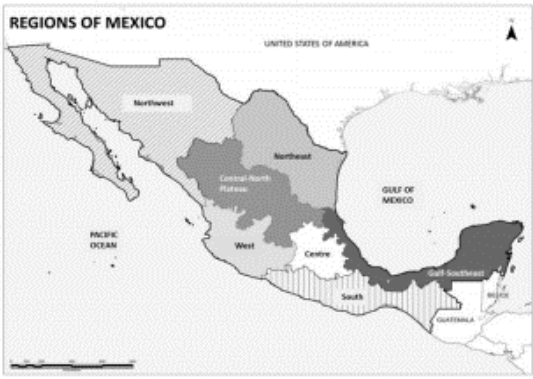 REGIONS OF MEXICO
N
UNITED STATES OF AMERICA
Northwest
Northeast
Central-North
Plateau
GULF OF
MEXICO
PACIFIC
OCEAN
West
Centre
Gulf-Southeast
BELICE
South
GUATEMALA